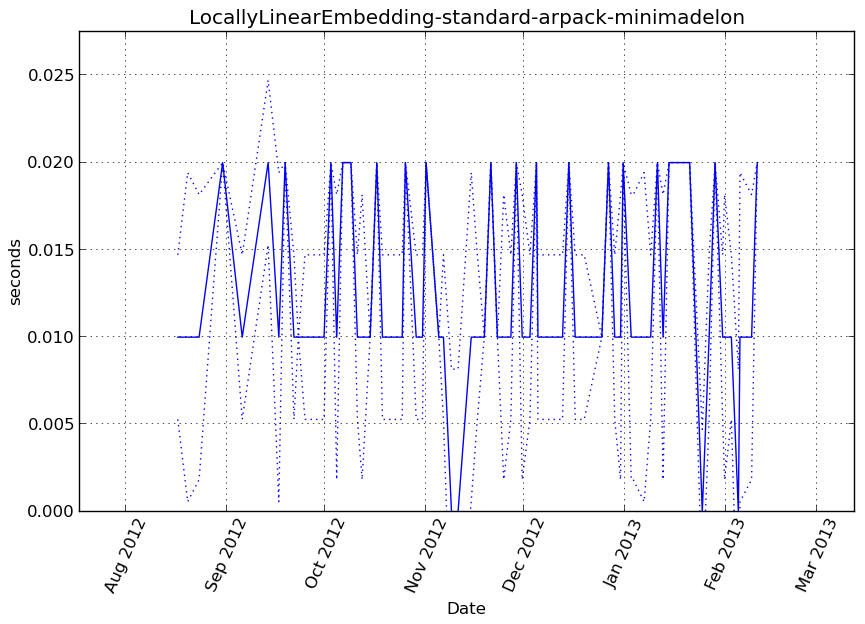 LocallyLinearEmbedding-standard-arpack-minimadelon
0.025
0.020
0.015
0.010
0.005
0.000
seconds
Aug 2012
Sep 2012
Oct 2012
Nov 2012
Dec 2012
Jan 2013
Feb 2013
Mar 2013
Date